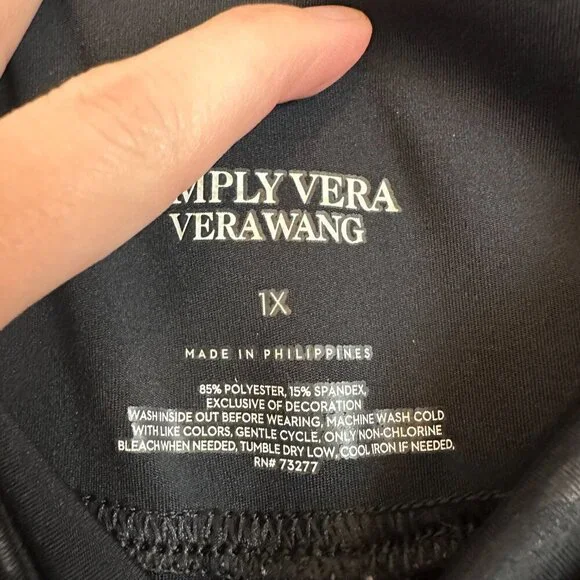 MPLY VERA
VERA WANG
1X
MADE IN PHILIPPINES
85% POLYESTER, 15% SPANDEX,
EXCLUSIVE OF DECORATION
WASH INSIDE OUT BEFORE WEARING, MACHINE WASH COLD
WITH LIKE COLORS, GENTLE CYCLE, ONLY NON-CHLORINE
BLEACH WHEN NEEDED, TUMBLE DRY LOW, COOL IRON IF NEEDED,
RN# 73277